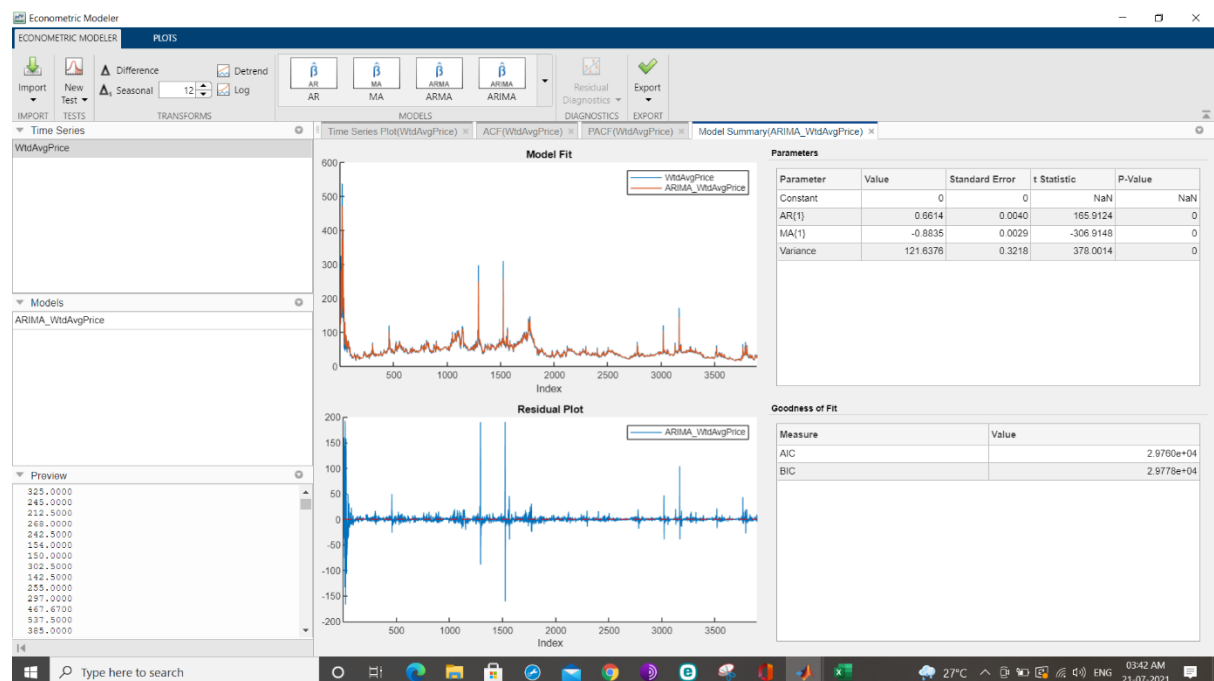 Econometric Modeler
ECONOMETRIC MODELER PLOTS
Import New Test Δ Difference Detrend
Δs Seasonal 12 Log
β AR AR β MA MA β ARMA ARMA β ARIMA ARIMA
Residual Diagnostics Export
IMPORT TESTS TRANSFORMS MODELS DIAGNOSTICS EXPORT
Time Series
WtdAvgPrice
Models
ARIMA_WtdAvgPrice
Preview
325.0000
245.0000
212.5000
268.0000
242.5000
154.0000
150.0000
302.5000
142.5000
255.0000
297.0000
467.6700
537.5000
385.0000
Time Series Plot(WtdAvgPrice) ACF(WtdAvgPrice) PACF(WtdAvgPrice) Model Summary(ARIMA_WtdAvgPrice)
Model Fit
WtdAvgPrice
ARIMA_WtdAvgPrice
600
500
400
300
200
100
0
500 1000 1500 2000 2500 3000 3500
Index
Residual Plot
ARIMA_WtdAvgPrice
200
150
100
50
0
-50
-100
-150
-200
500 1000 1500 2000 2500 3000 3500
Index
Parameters
Parameter Value Standard Error t Statistic P-Value
Constant 0 0 NaN NaN
AR{1} 0.6614 0.0040 165.9124 0
MA{1} -0.8835 0.0029 -306.9148 0
Variance 121.6376 0.3218 378.0014 0
Goodness of Fit
Measure Value
AIC 2.9760e+04
BIC 2.9778e+04
Type here to search
27°C ENG 03:42 AM
21-07-2021